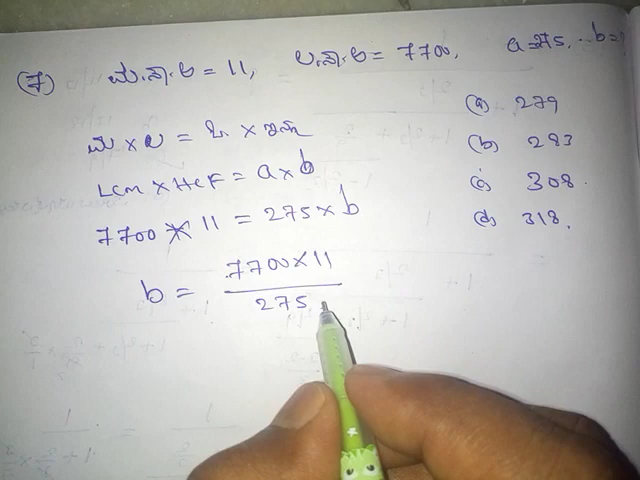 (7) ಮ.ಸಾ.ಅ = 11, ಲ.ಸಾ.ಅ = 7700, a = 275, b = ?
(a) 279
(b) 283
(c) 308.
(d) 318.
ಮ × ಲ =
LCM × HCF = a × b
7700 × 11 = 275 × b
b = 7700 × 11
275